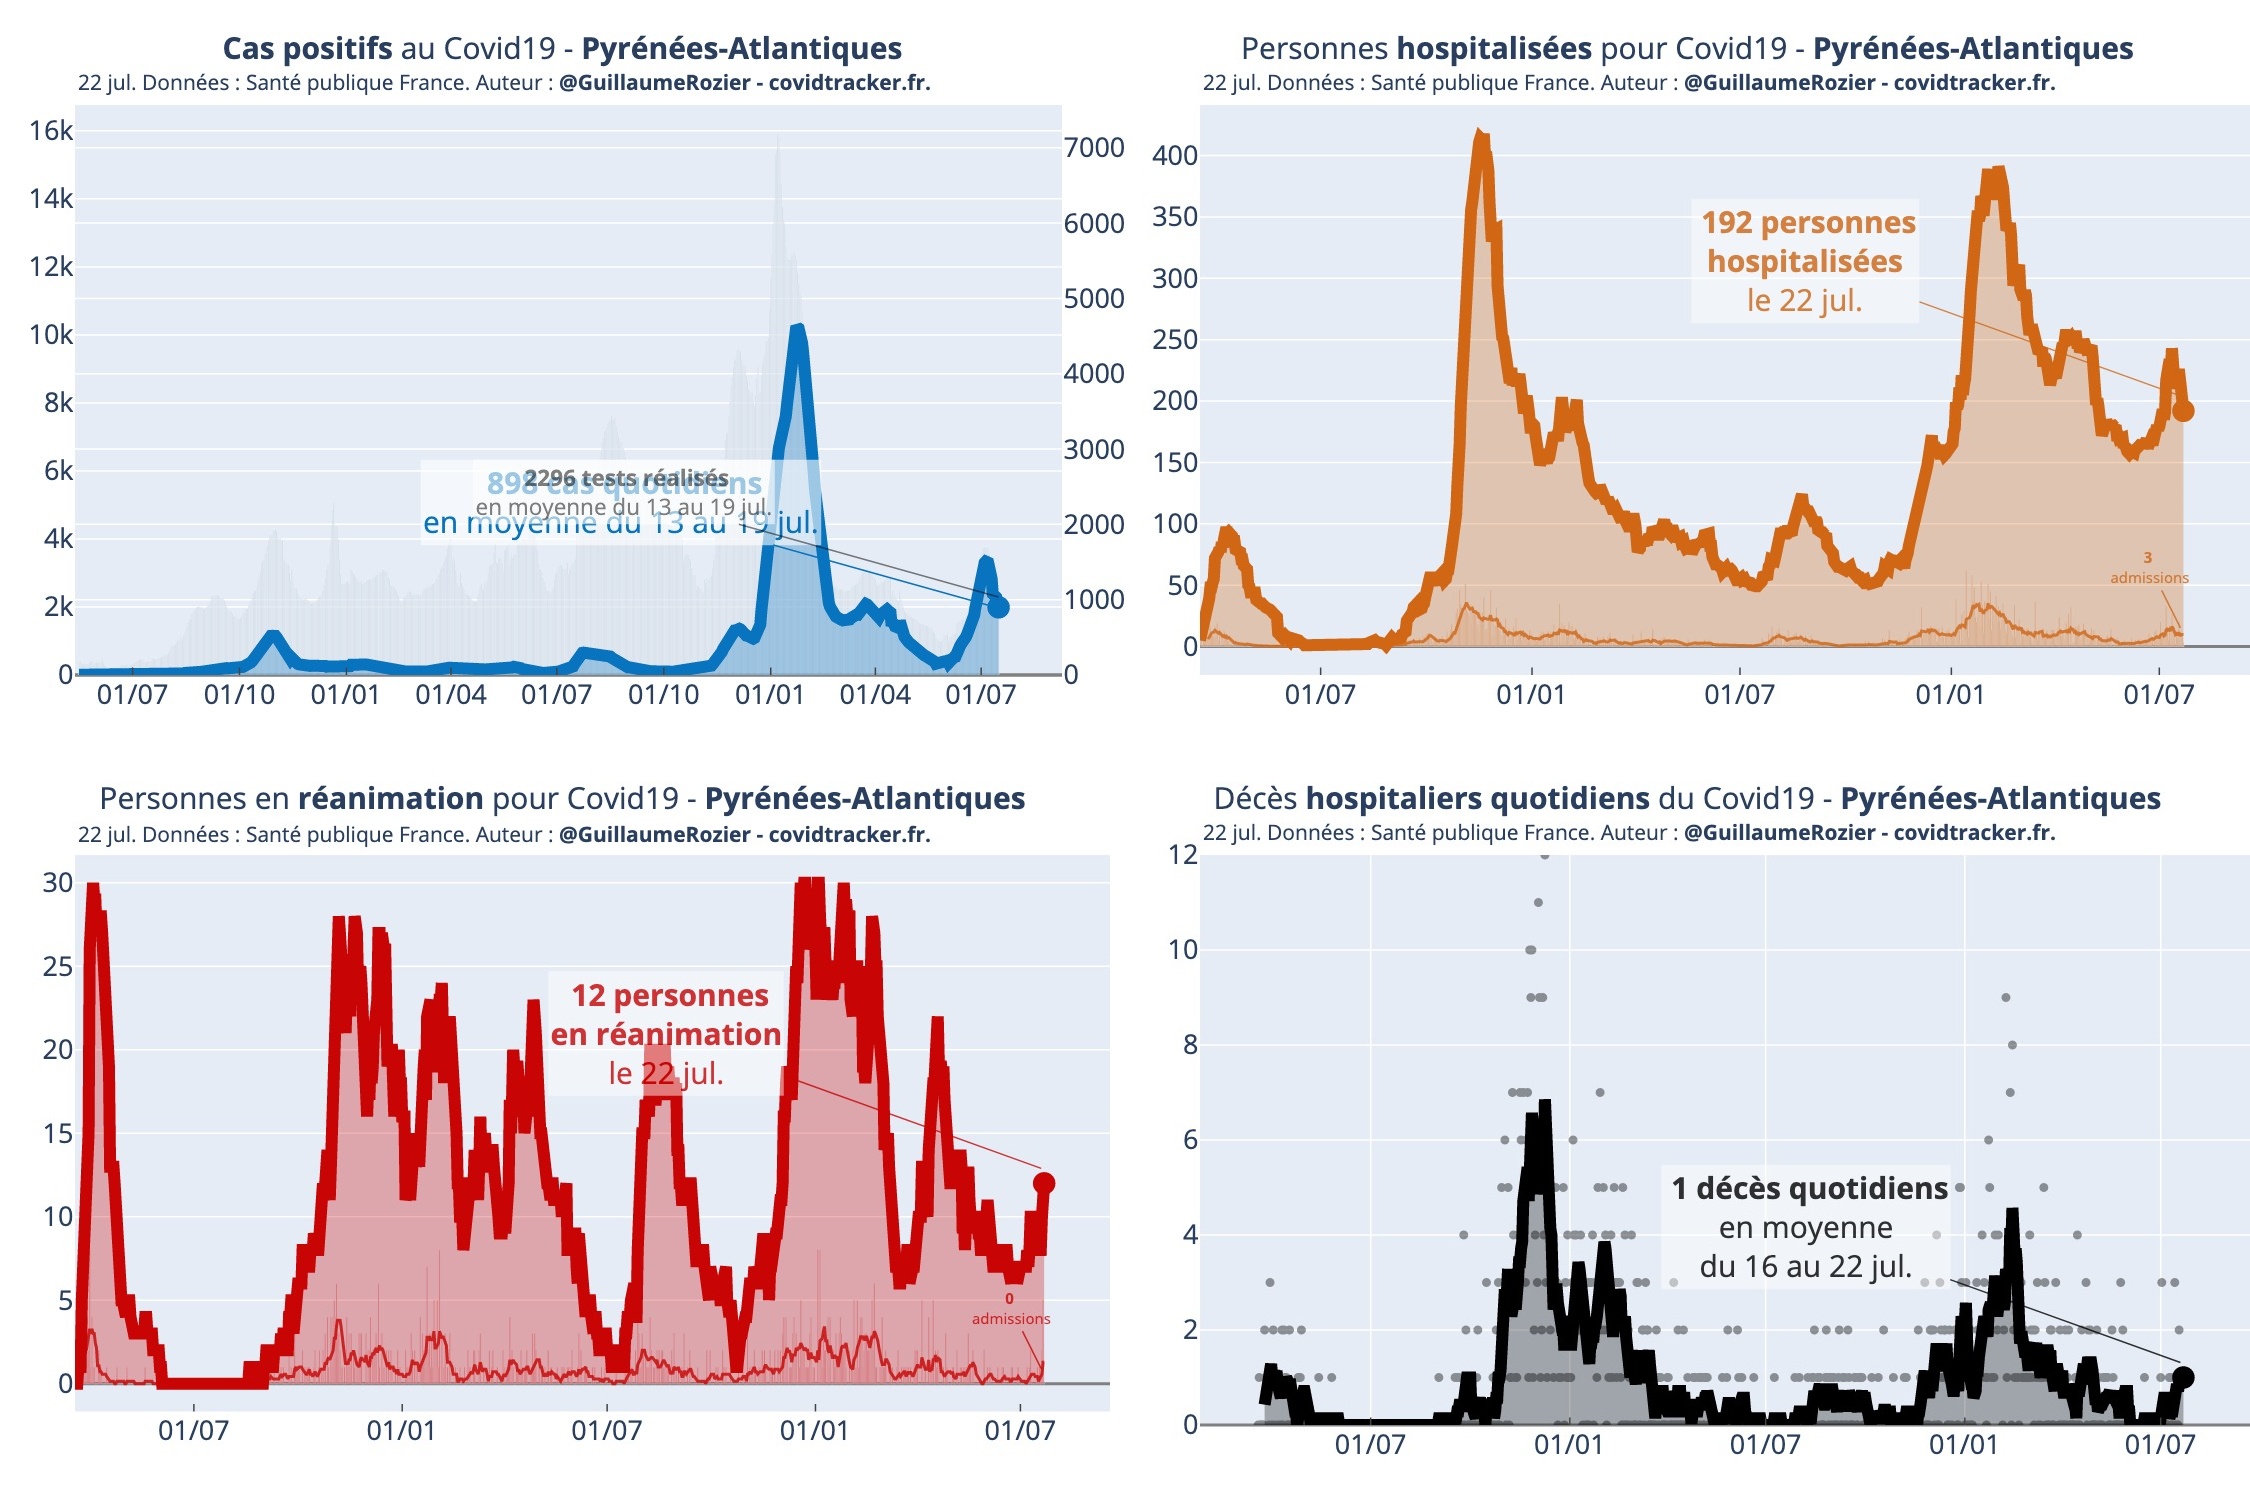 Cas positifs au Covid19 - Pyrénées-Atlantiques
22 jul. Données : Santé publique France. Auteur : @GuillaumeRozier - covidtracker.fr.
16k
14k
12k
10k
8k
6k
4k
2k
0
7000
6000
5000
4000
3000
2000
1000
0
2296 tests réalisés
en moyenne du 13 au 19 jul.
898 cas quotidiens
en moyenne du 13 au 19 jul.
01/07 01/10 01/01 01/04 01/07 01/10 01/01 01/04 01/07
Personnes hospitalisées pour Covid19 - Pyrénées-Atlantiques
22 jul. Données : Santé publique France. Auteur : @GuillaumeRozier - covidtracker.fr.
400
350
300
250
200
150
100
50
0
192 personnes
hospitalisées
le 22 jul.
3
admissions
01/07 01/01 01/07 01/01 01/07
Personnes en réanimation pour Covid19 - Pyrénées-Atlantiques
22 jul. Données : Santé publique France. Auteur : @GuillaumeRozier - covidtracker.fr.
30
25
20
15
10
5
0
12 personnes
en réanimation
le 22 jul.
0
admissions
01/07 01/01 01/07 01/01 01/07
Décès hospitaliers quotidiens du Covid19 - Pyrénées-Atlantiques
22 jul. Données : Santé publique France. Auteur : @GuillaumeRozier - covidtracker.fr.
12
10
8
6
4
2
0
1 décès quotidiens
en moyenne
du 16 au 22 jul.
01/07 01/01 01/07 01/01 01/07